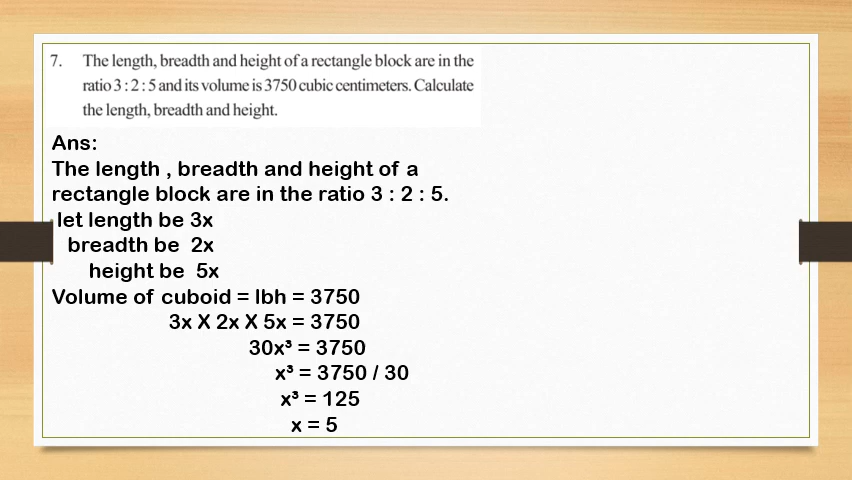 7. The length, breadth and height of a rectangle block are in the
ratio 3 : 2 : 5 and its volume is 3750 cubic centimeters. Calculate
the length, breadth and height.
Ans:
The length , breadth and height of a
rectangle block are in the ratio 3 : 2 : 5.
let length be 3x
breadth be 2x
height be 5x
Volume of cuboid = lbh = 3750
3x X 2x X 5x = 3750
30x³ = 3750
x³ = 3750 / 30
x³ = 125
x = 5